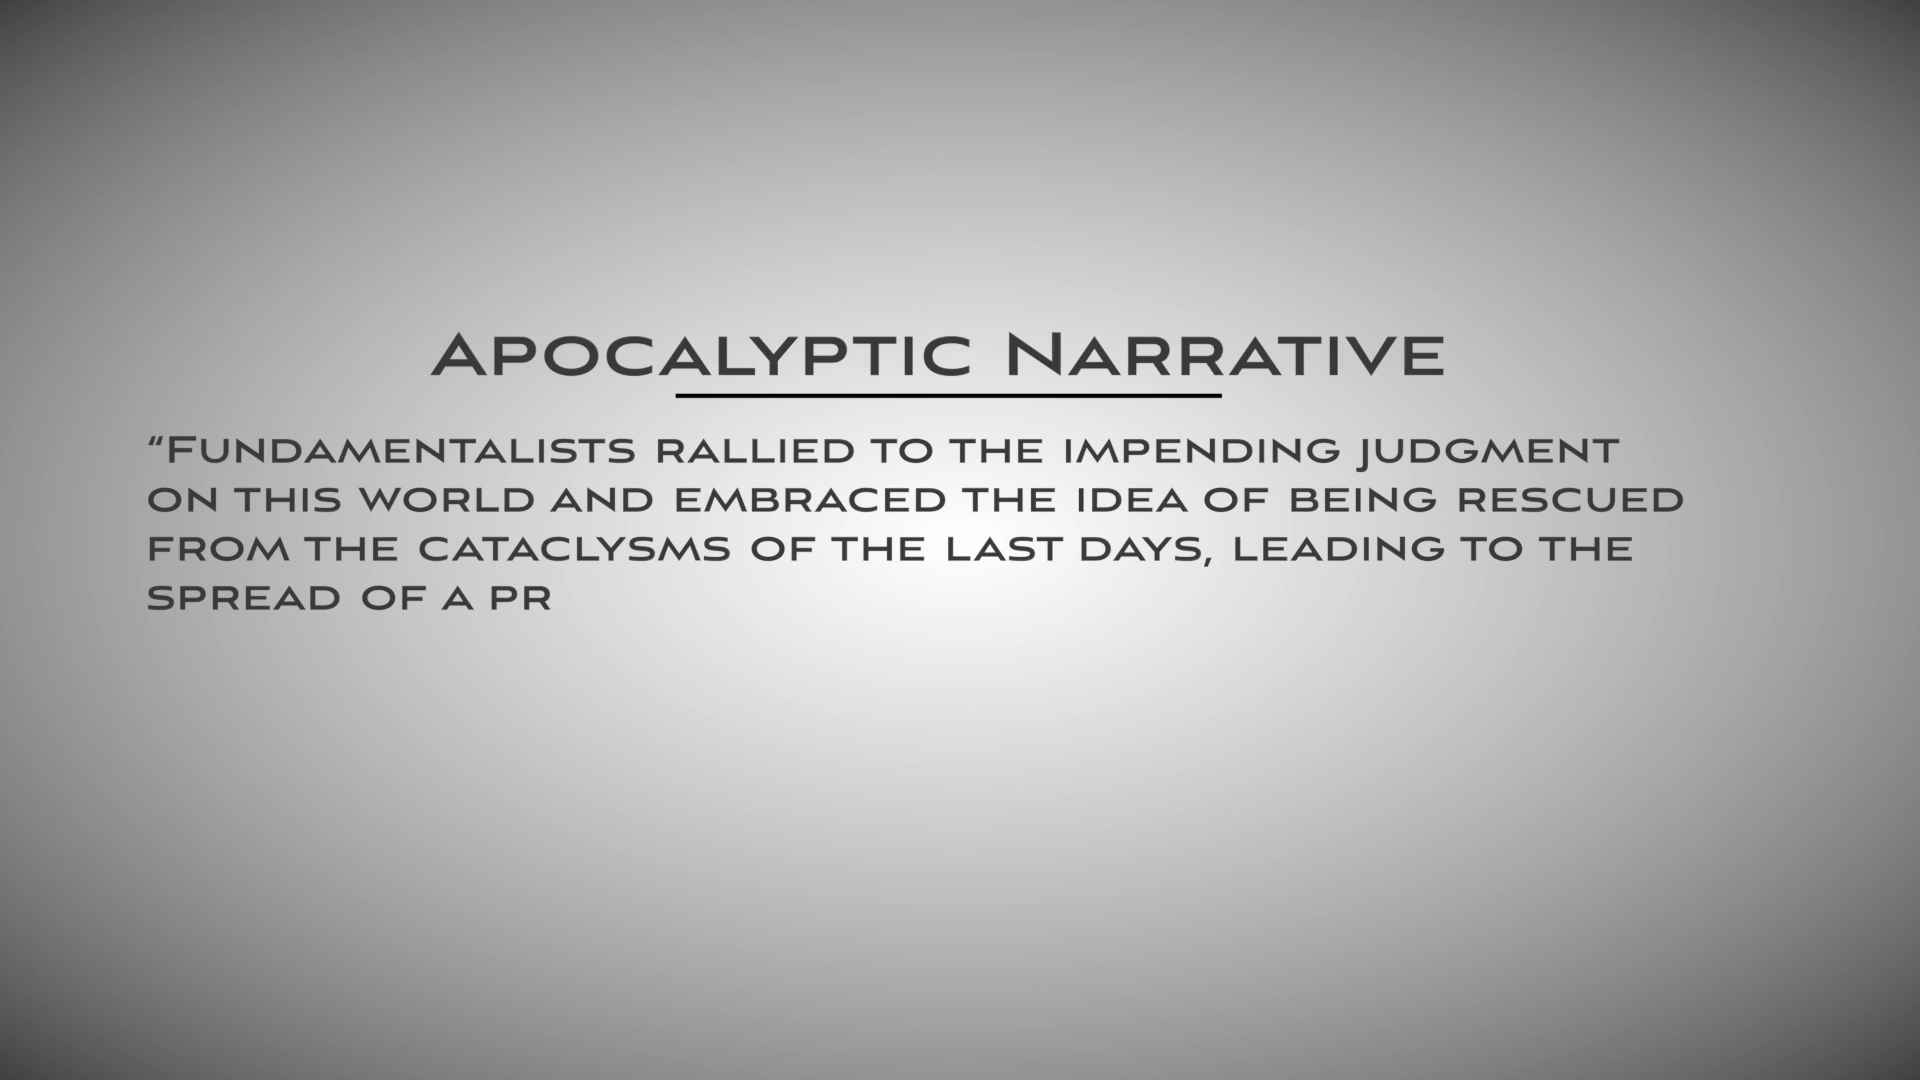 Apocalyptic Narrative
“Fundamentalists rallied to the impending judgment
on this world and embraced the idea of being rescued
from the cataclysms of the last days, leading to the
spread of a pr